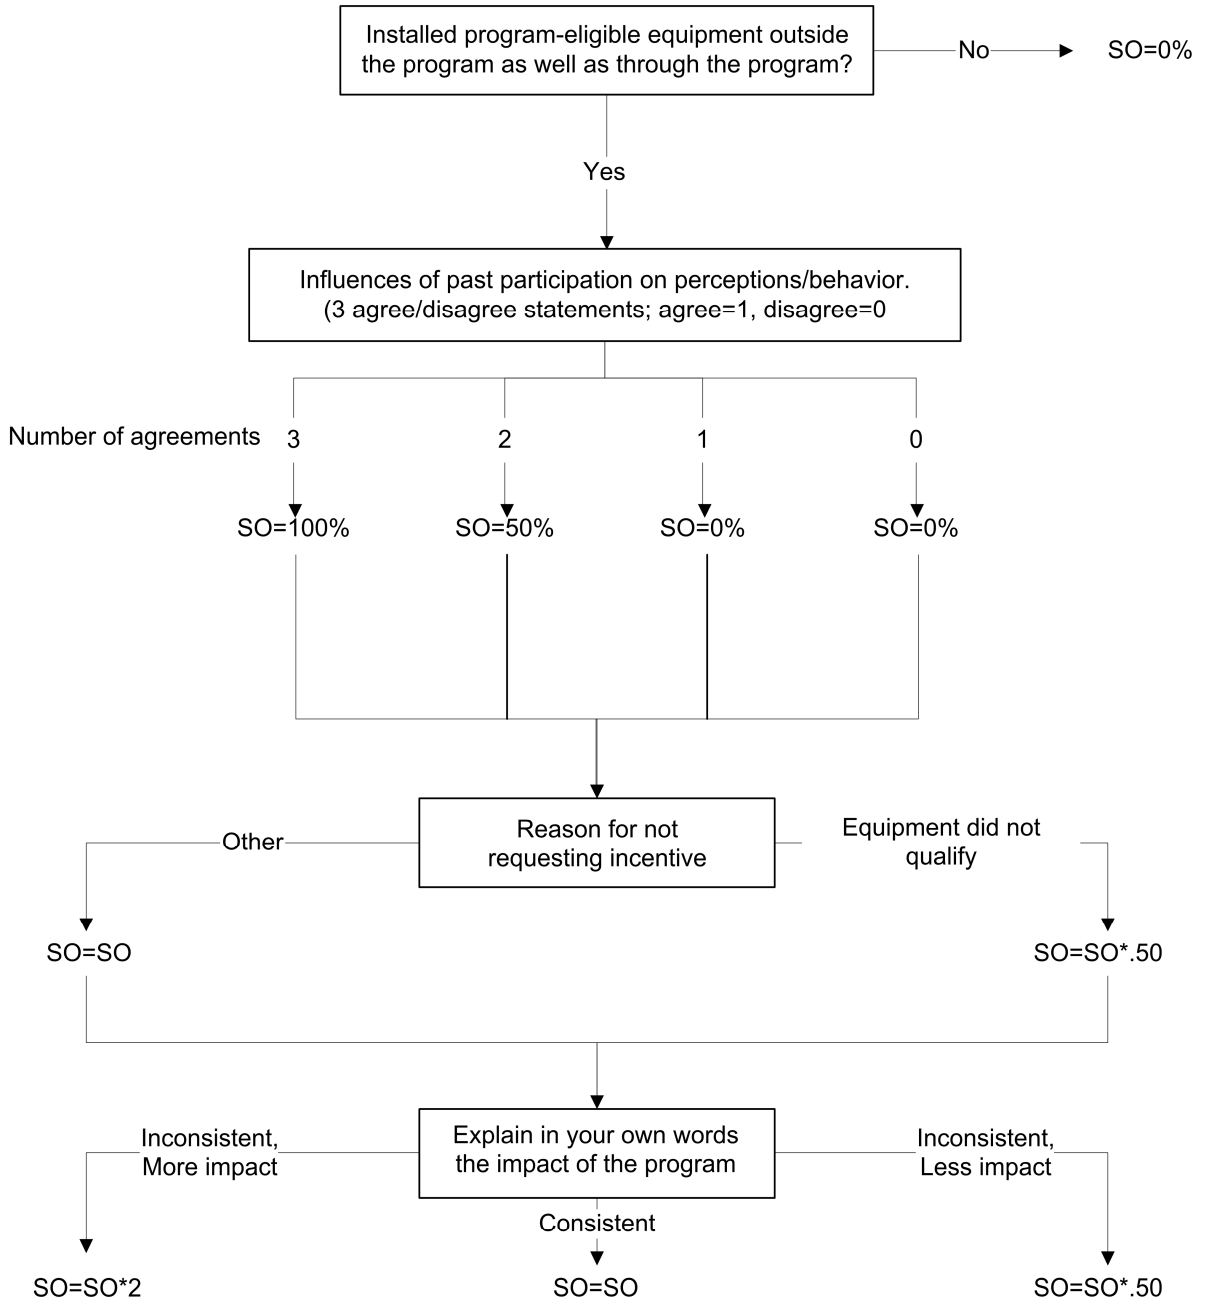 Installed program-eligible equipment outside
the program as well as through the program?
No
SO=0%
Yes
Influences of past participation on perceptions/behavior.
(3 agree/disagree statements; agree=1, disagree=0
Number of agreements
3
2
1
0
SO=100%
SO=50%
SO=0%
SO=0%
Reason for not
requesting incentive
Other
Equipment did not
qualify
SO=SO
SO=SO*.50
Explain in your own words
the impact of the program
Inconsistent,
More impact
Inconsistent,
Less impact
Consistent
SO=SO*2
SO=SO
SO=SO*.50